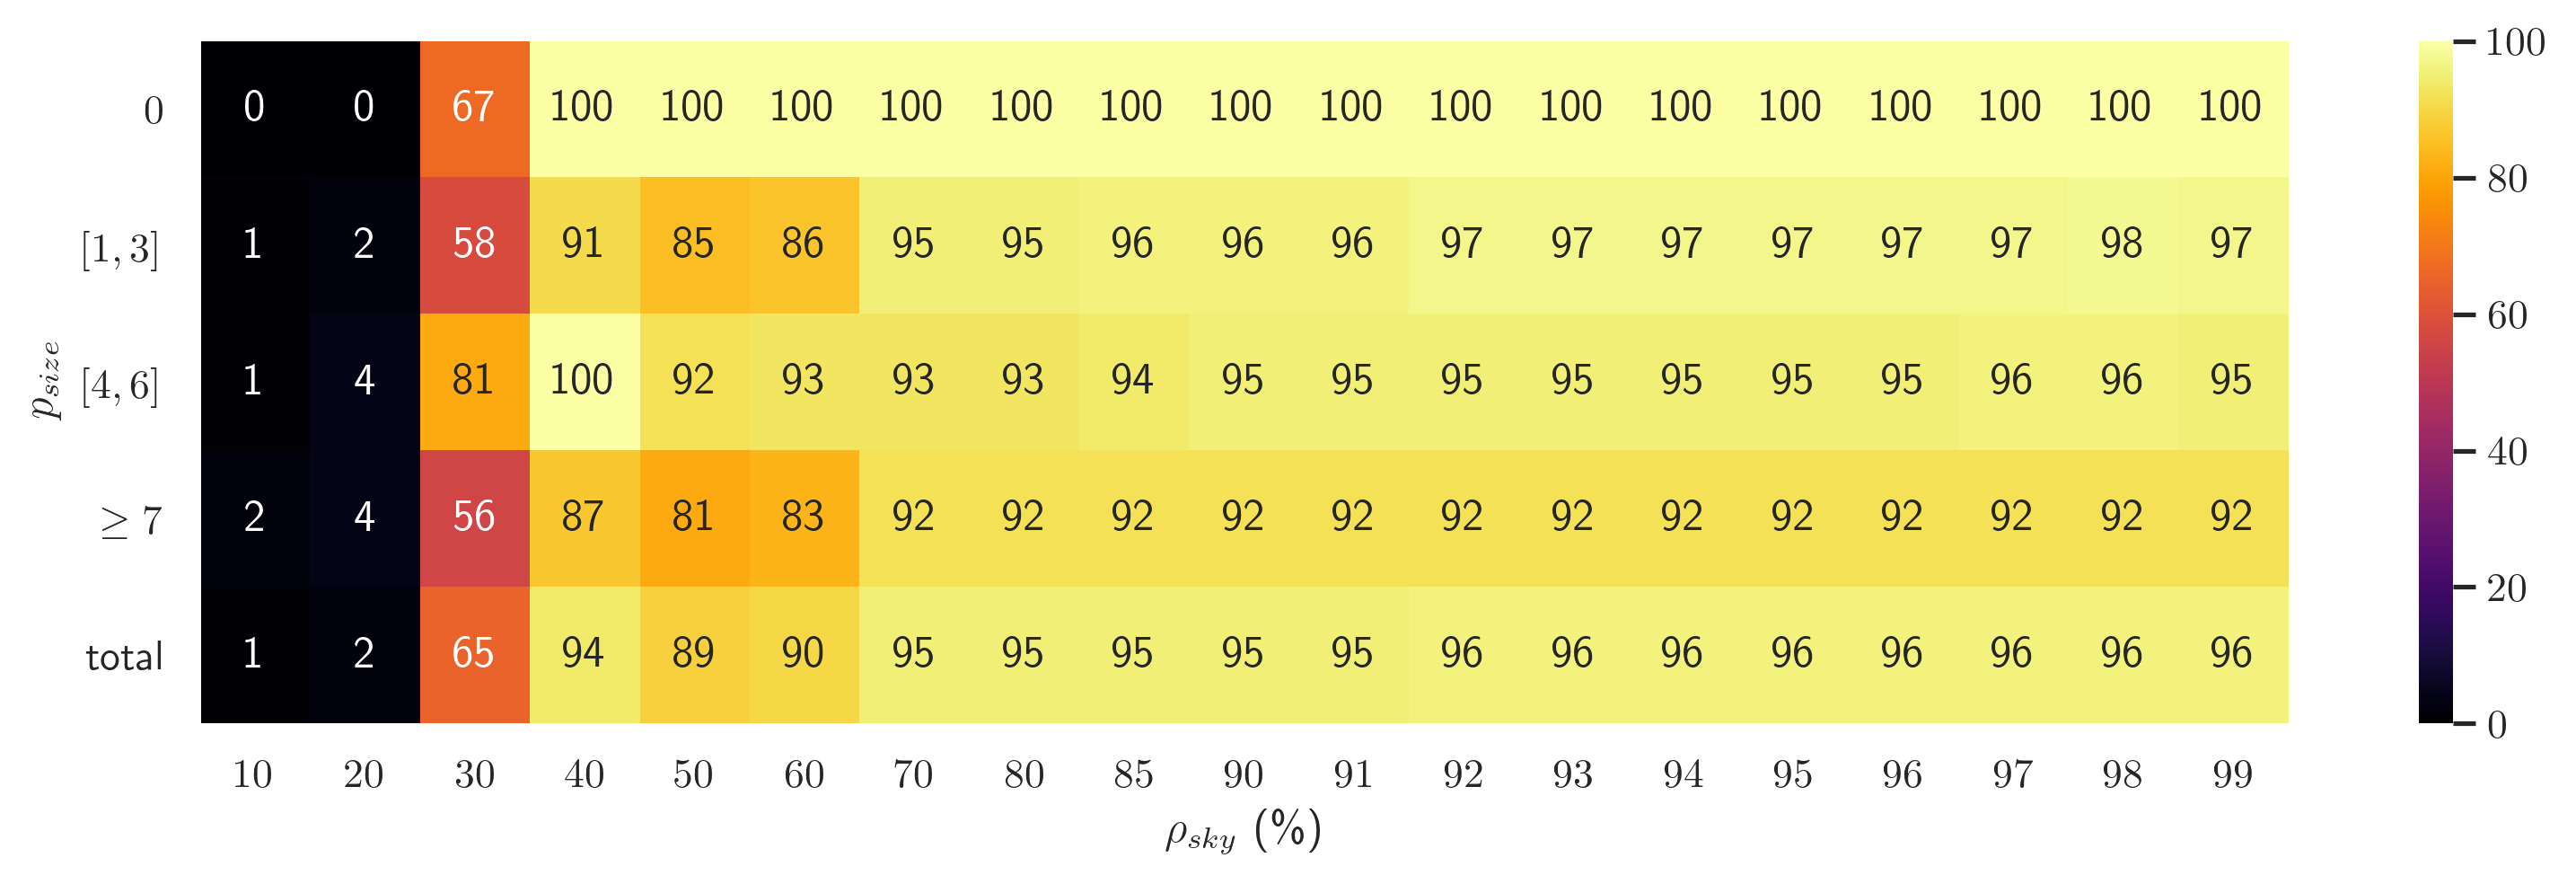 0 0 0 67 100 100 100 100 100 100 100 100 100 100 100 100 100 100 100 100
[1, 3] 1 2 58 91 85 86 95 95 96 96 96 97 97 97 97 97 97 98 97
[4, 6] 1 4 81 100 92 93 93 93 94 95 95 95 95 95 95 95 96 96 95
≥ 7 2 4 56 87 81 83 92 92 92 92 92 92 92 92 92 92 92 92 92
total 1 2 65 94 89 90 95 95 95 95 95 96 96 96 96 96 96 96 96
10 20 30 40 50 60 70 80 85 90 91 92 93 94 95 96 97 98 99
ρsky (%)
psize
100
80
60
40
20
0